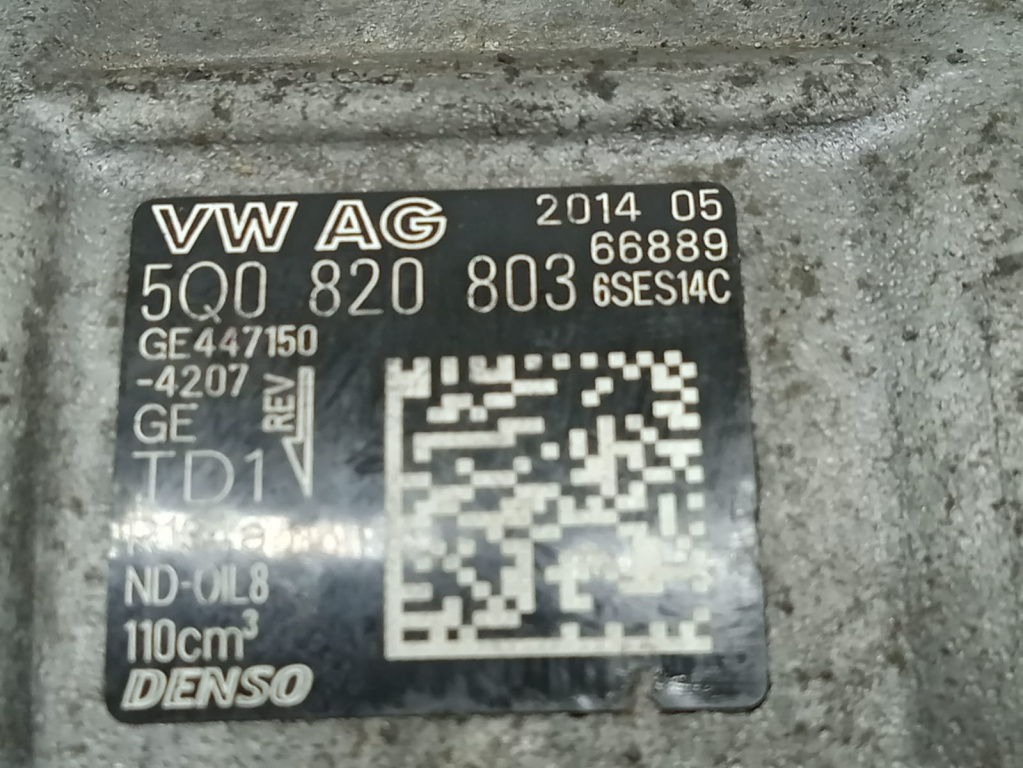 VW AG 2014 05
66889
5Q0 820 803 6SES14C
GE447150
-4207
REV
GE
TD1
ND-OIL8
110cm³
DENSO